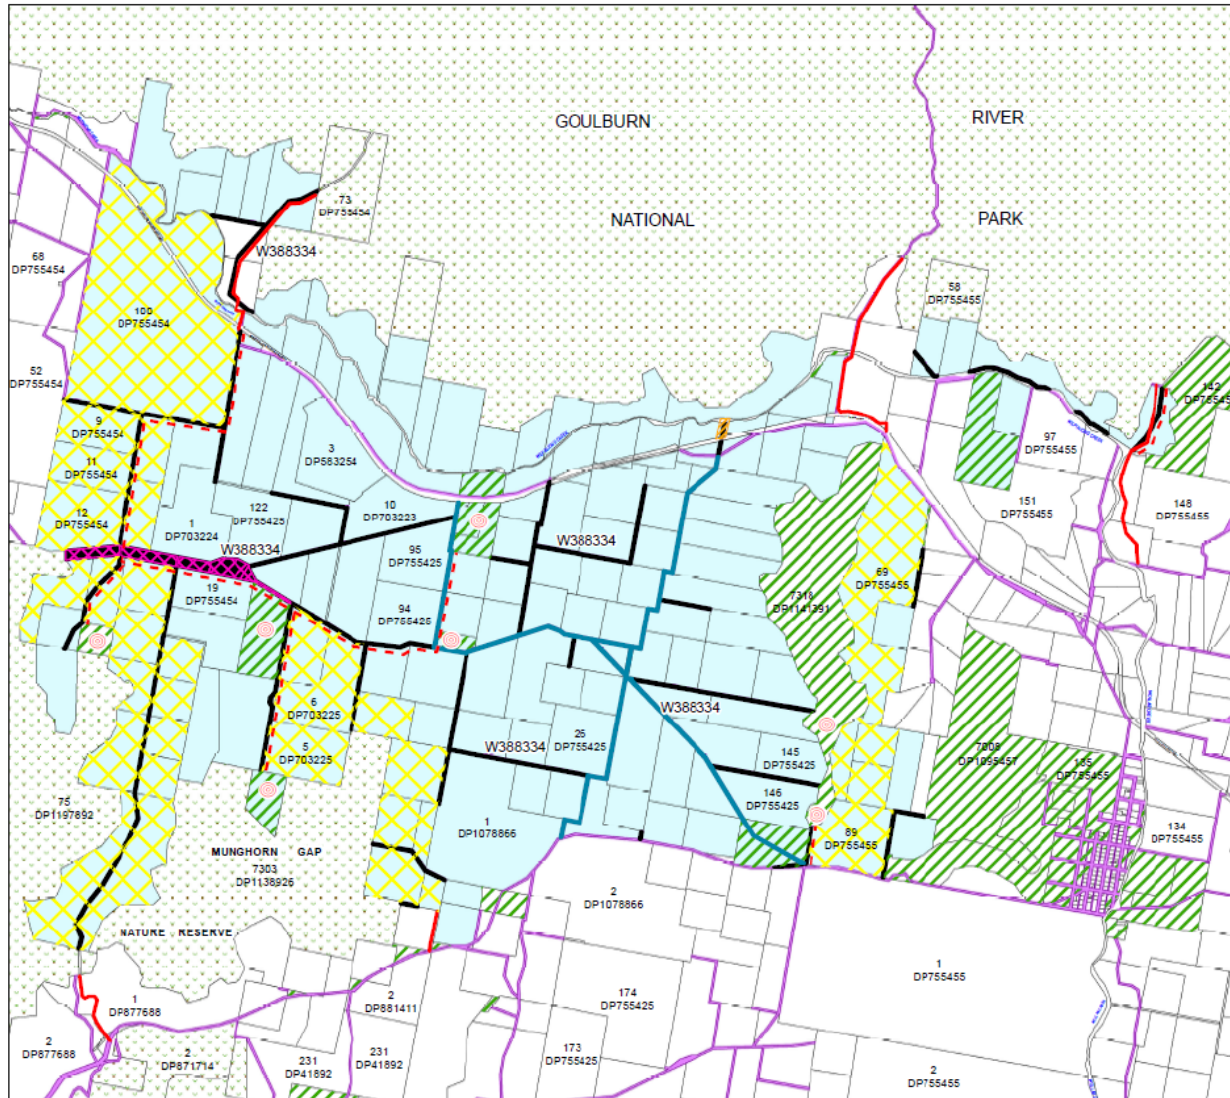 GOULBURN
RIVER
NATIONAL
PARK
73
DP755454
W388334
68
DP755454
58
DP755455
100
DP755454
52
DP755454
142
9
DP755454
11
DP755454
3
DP583254
97
DP755455
12
DP755454
122
DP755425
10
DP703223
151
DP755455
148
DP755455
1
DP703224
W388334
W388334
95
DP755425
69
DP755455
19
DP755454
7318
DP1141391
94
DP755425
6
DP703225
W388334
5
DP703225
W388334
26
DP755425
145
DP755425
7008
DP1095457
135
DP755455
146
DP755425
75
DP1197892
1
DP1078866
89
DP755455
134
DP755455
MUNGHORN GAP
7303
DP1138926
2
DP1078866
NATURE RESERVE
1
DP755455
1
DP877688
2
DP881411
174
DP755425
2
DP877688
2
DP871714
231
DP41892
231
DP41892
173
DP755425
2
DP755455